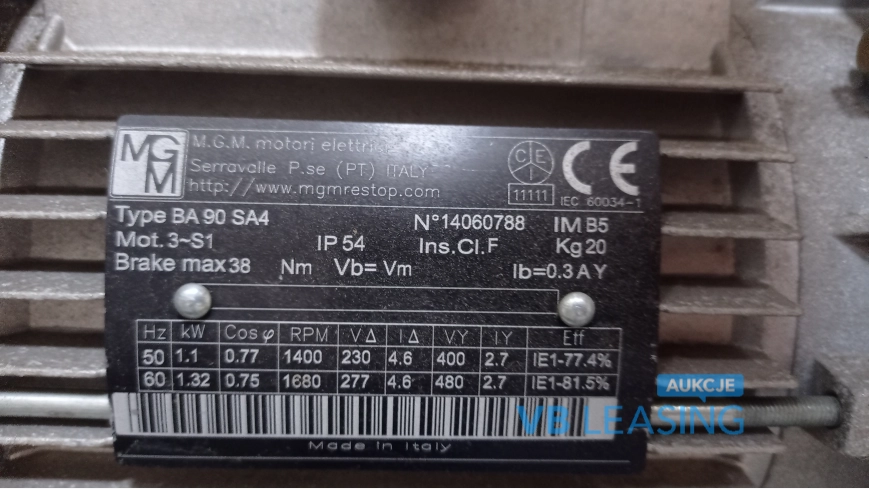 MGM
M.G.M. motori elettrici
Serravalle P.se (PT) ITALY
http://www.mgmrestop.com
CE
11111
CE
IEC 60034-1
Type BA 90 SA4 N°14060788 IM B5
Mot. 3~S1 IP 54 Ins.Cl.F Kg 20
Brake max 38 Nm Vb= Vm Ib=0.3 A Y
Hz kW Cos φ RPM V Δ I Δ VY IY Eff
50 1.1 0.77 1400 230 4.6 400 2.7 IE1-77.4%
60 1.32 0.75 1680 277 4.6 480 2.7 IE1-81.5%
Made in Italy
AUKCJE
VB LEASING